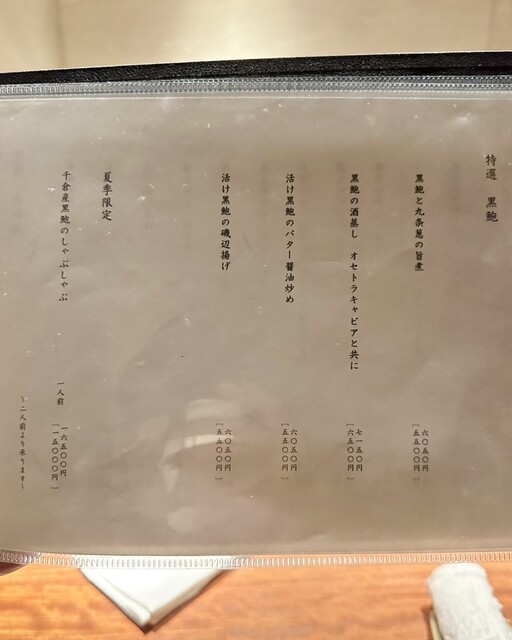 特選　黒鮑
黒鮑と九条葱の旨煮
六〇五〇円
［五五〇〇円］
黒鮑の酒蒸し　オセトラキャビアと共に
七一五〇円
［六五〇〇円］
活け黒鮑のバター醤油炒め
六〇五〇円
［五五〇〇円］
活け黒鮑の磯辺揚げ
六〇五〇円
［五五〇〇円］
夏季限定
千倉産黒鮑のしゃぶしゃぶ
一人前
一六五〇〇円
［一五〇〇〇円］
～二人前より承ります～